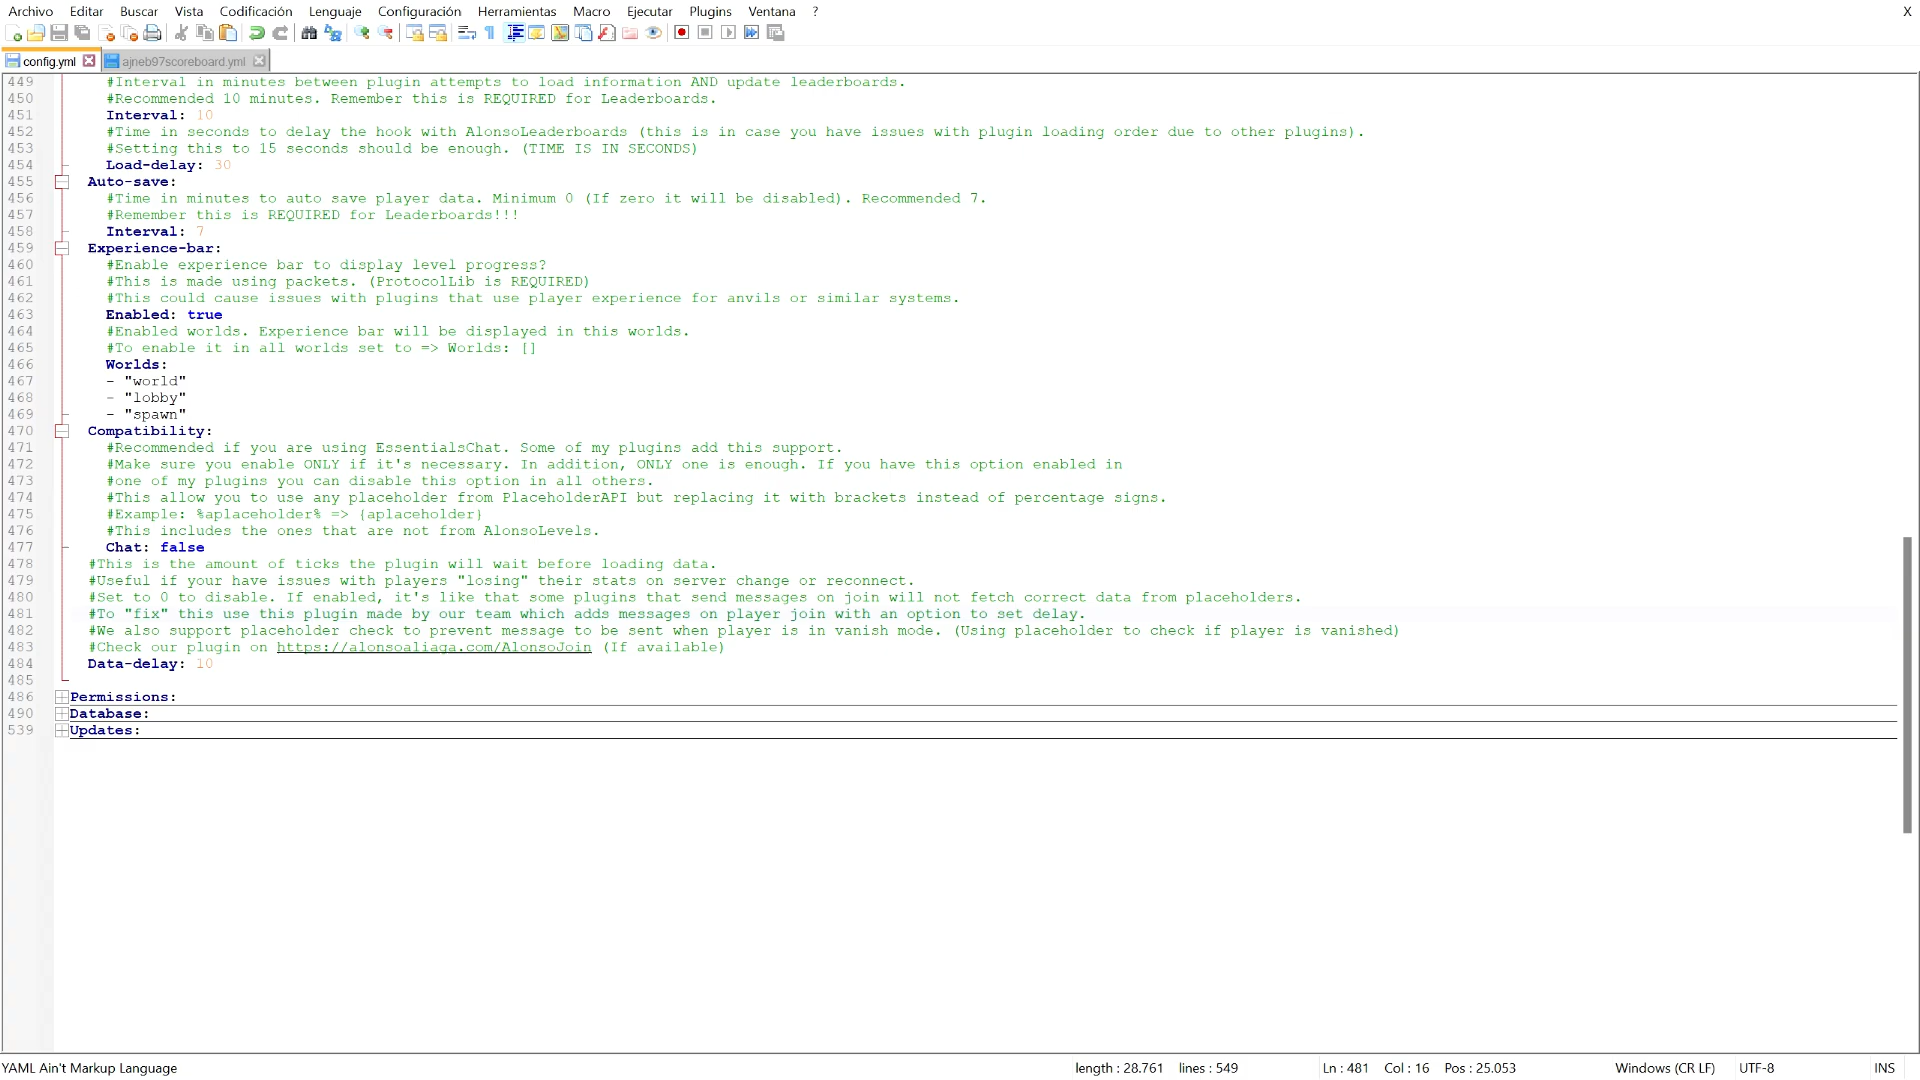 Archivo Editar Buscar Vista Codificación Lenguaje Configuración Herramientas Macro Ejecutar Plugins Ventana ? X
config.yml ajneb97scoreboard.yml
449 #Interval in minutes between plugin attempts to load information AND update leaderboards.
450 #Recommended 10 minutes. Remember this is REQUIRED for Leaderboards.
451 Interval: 10
452 #Time in seconds to delay the hook with AlonsoLeaderboards (this is in case you have issues with plugin loading order due to other plugins).
453 #Setting this to 15 seconds should be enough. (TIME IS IN SECONDS)
454 Load-delay: 30
455 Auto-save:
456 #Time in minutes to auto save player data. Minimum 0 (If zero it will be disabled). Recommended 7.
457 #Remember this is REQUIRED for Leaderboards!!!
458 Interval: 7
459 Experience-bar:
460 #Enable experience bar to display level progress?
461 #This is made using packets. (ProtocolLib is REQUIRED)
462 #This could cause issues with plugins that use player experience for anvils or similar systems.
463 Enabled: true
464 #Enabled worlds. Experience bar will be displayed in this worlds.
465 #To enable it in all worlds set to => Worlds: []
466 Worlds:
467 - "world"
468 - "lobby"
469 - "spawn"
470 Compatibility:
471 #Recommended if you are using EssentialsChat. Some of my plugins add this support.
472 #Make sure you enable ONLY if it's necessary. In addition, ONLY one is enough. If you have this option enabled in
473 #one of my plugins you can disable this option in all others.
474 #This allow you to use any placeholder from PlaceholderAPI but replacing it with brackets instead of percentage signs.
475 #Example: %aplaceholder% => {aplaceholder}
476 #This includes the ones that are not from AlonsoLevels.
477 Chat: false
478 #This is the amount of ticks the plugin will wait before loading data.
479 #Useful if your have issues with players "losing" their stats on server change or reconnect.
480 #Set to 0 to disable. If enabled, it's like that some plugins that send messages on join will not fetch correct data from placeholders.
481 #To "fix" this use this plugin made by our team which adds messages on player join with an option to set delay.
482 #We also support placeholder check to prevent message to be sent when player is in vanish mode. (Using placeholder to check if player is vanished)
483 #Check our plugin on https://alonsoaliaga.com/AlonsoJoin (If available)
484 Data-delay: 10
485
486 Permissions:
490 Database:
539 Updates:
YAML Ain't Markup Language length : 28.761 lines : 549 Ln : 481 Col : 16 Pos : 25.053 Windows (CR LF) UTF-8 INS